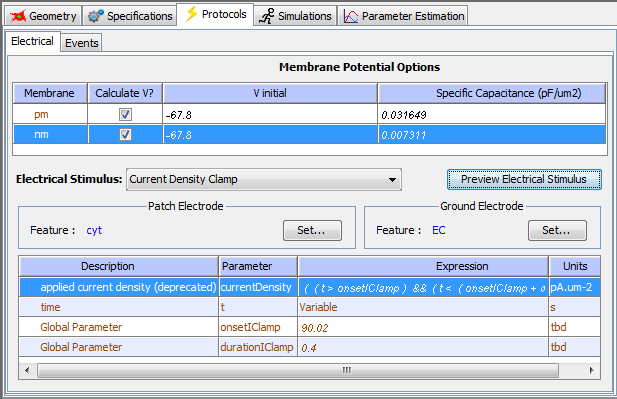 Geometry Specifications Protocols Simulations Parameter Estimation
Electrical Events
Membrane Potential Options
Membrane Calculate V? V initial Specific Capacitance (pF/um2)
pm -67.8 0.031649
nm -67.8 0.007311
Electrical Stimulus: Current Density Clamp Preview Electrical Stimulus
Patch Electrode Ground Electrode
Feature : cyt Set... Feature : EC Set...
Description Parameter Expression Units
applied current density (deprecated) currentDensity ( ( t > onsetIClamp ) && ( t < ( onsetIClamp + o pA.um-2
time t Variable s
Global Parameter onsetIClamp 90.02 tbd
Global Parameter durationIClamp 0.4 tbd